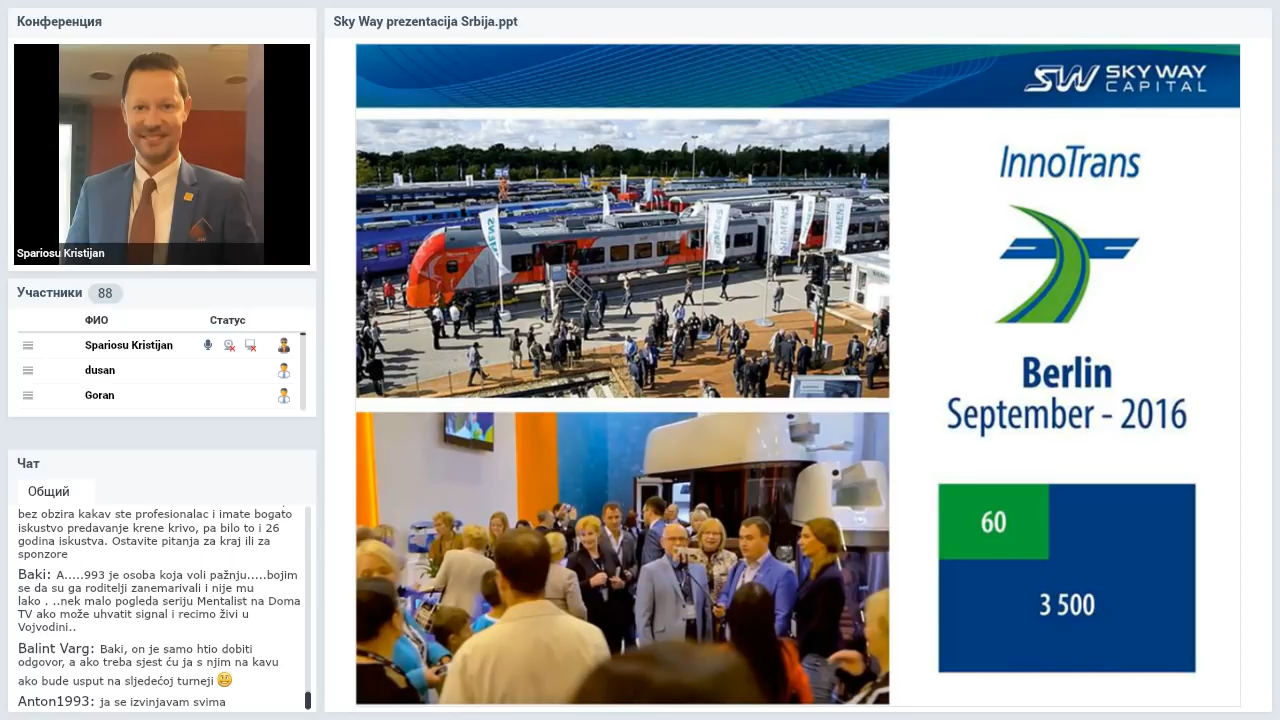 Конференция
Spariosu Kristijan
Участники 88
ФИО Статус
Spariosu Kristijan
dusan
Goran
Чат
Общий
bez obzira kakav ste profesionalac i imate bogato
iskustvo predavanje krene krivo, pa bilo to i 26
godina iskustva. Ostavite pitanja za kraj ili za
sponzore
Baki: A.....993 je osoba koja voli pažnju.....bojim
se da su ga roditelji zanemarivali i nije mu
lako . ..nek malo pogleda seriju Mentalist na Doma
TV ako može uhvatit signal i recimo živi u
Vojvodini..
Balint Varg: Baki, on je samo htio dobiti
odgovor, a ako treba sjest ću ja s njim na kavu
ako bude usput na sljedećoj turneji
Anton1993: ja se izvinjavam svima
Sky Way prezentacija Srbija.ppt
SW SKY WAY
CAPITAL
SIEMENS
SIEMENS
SIEMENS
InnoTrans
Berlin
September - 2016
60
3 500